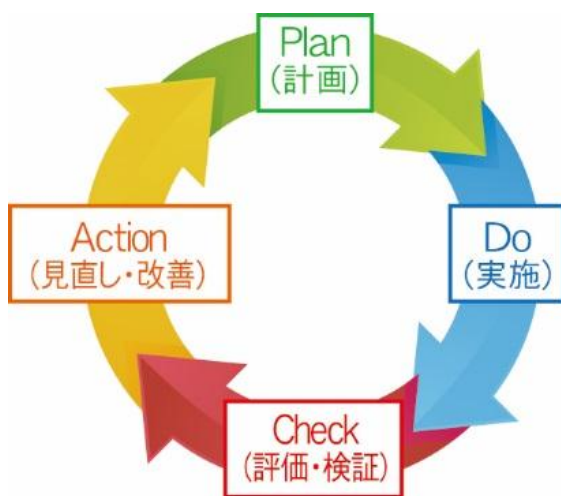 Plan
(計画)
Do
(実施)
Check
(評価・検証)
Action
(見直し・改善)